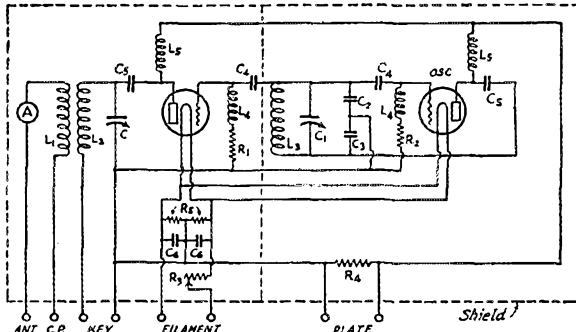 L5 L5
C5 C4 C4 OSC C5
A L1 L3 C L4 R1 L3 C1 C2 C3 L4 R2
R5
C6 C6
R3 R4
Shield
ANT. C.P. KEY FILAMENT PLATE